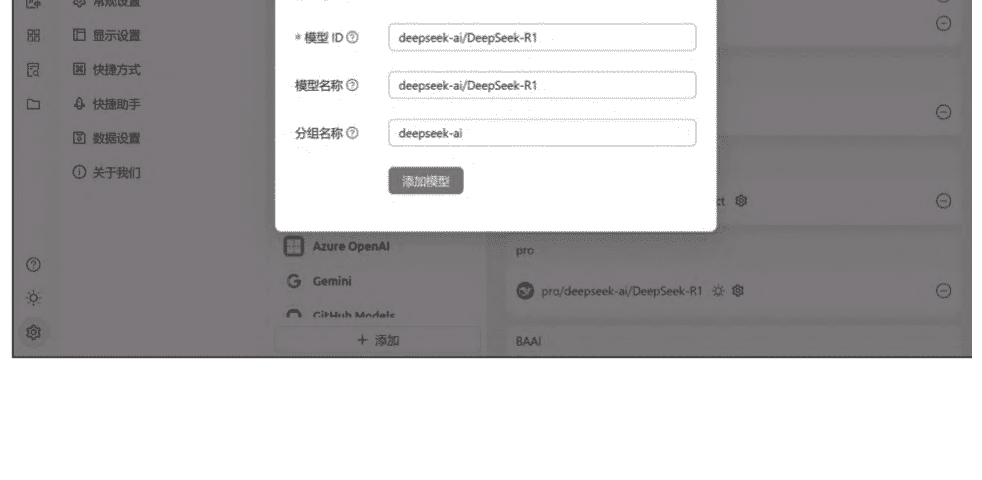 常规设置
显示设置
快捷方式
快捷助手
数据设置
关于我们
* 模型 ID
deepseek-ai/DeepSeek-R1
模型名称
deepseek-ai/DeepSeek-R1
分组名称
deepseek-ai
添加模型
ct
Azure OpenAI
Gemini
GitHub Models
+ 添加
pro
pro/deepseek-ai/DeepSeek-R1
BAAI